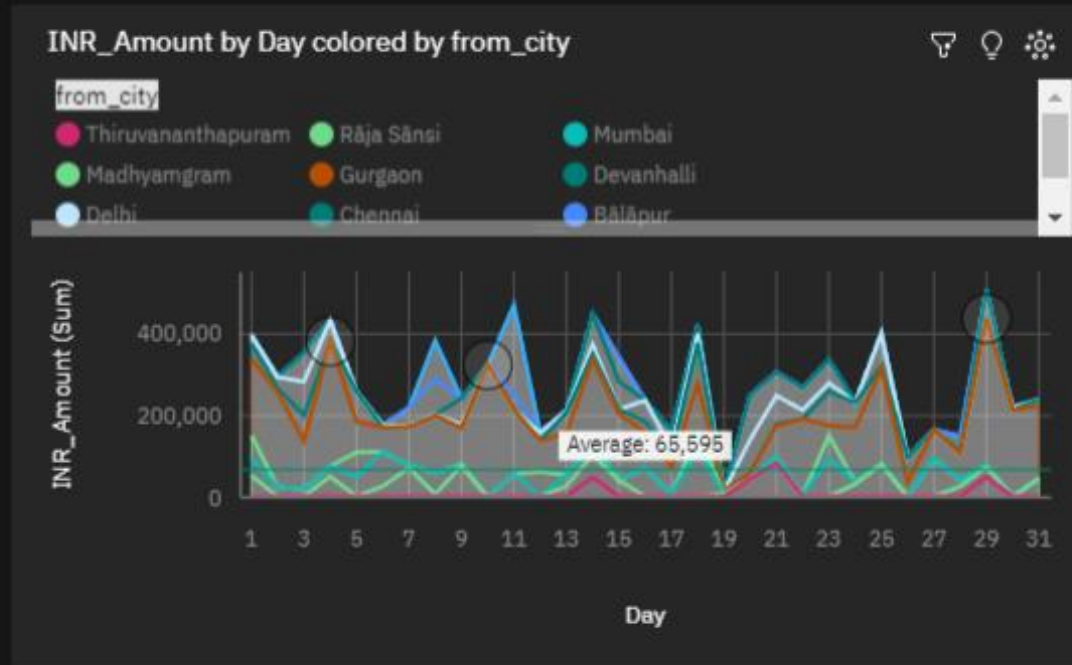 INR_Amount by Day colored by from_city
from_city
Thiruvananthapuram Rāja Sānsi Mumbai
Madhyamgram Gurgaon Devanhalli
Delhi Chennai Bālāpur
INR_Amount (Sum)
400,000
200,000
0
Average: 65,595
1 3 5 7 9 11 13 15 17 19 21 23 25 27 29 31
Day